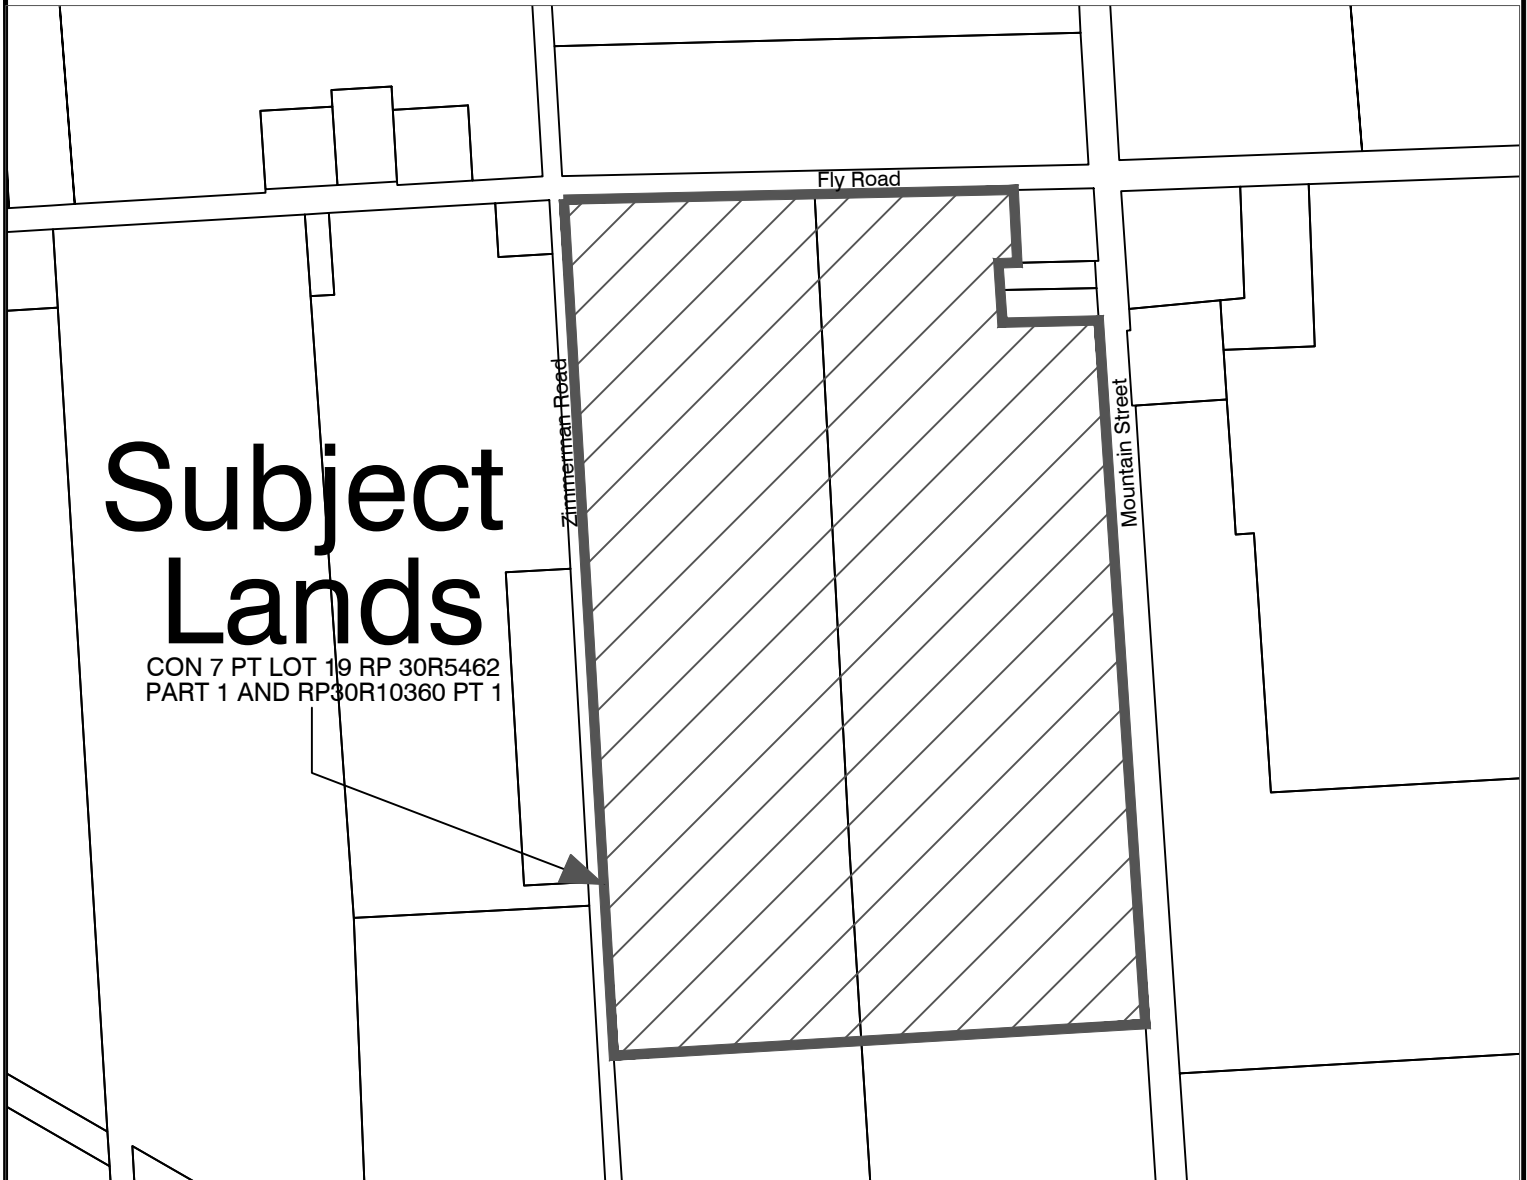 Fly Road
Zimmerman Road
Mountain Street
Subject
Lands
CON 7 PT LOT 19 RP 30R5462
PART 1 AND RP30R10360 PT 1